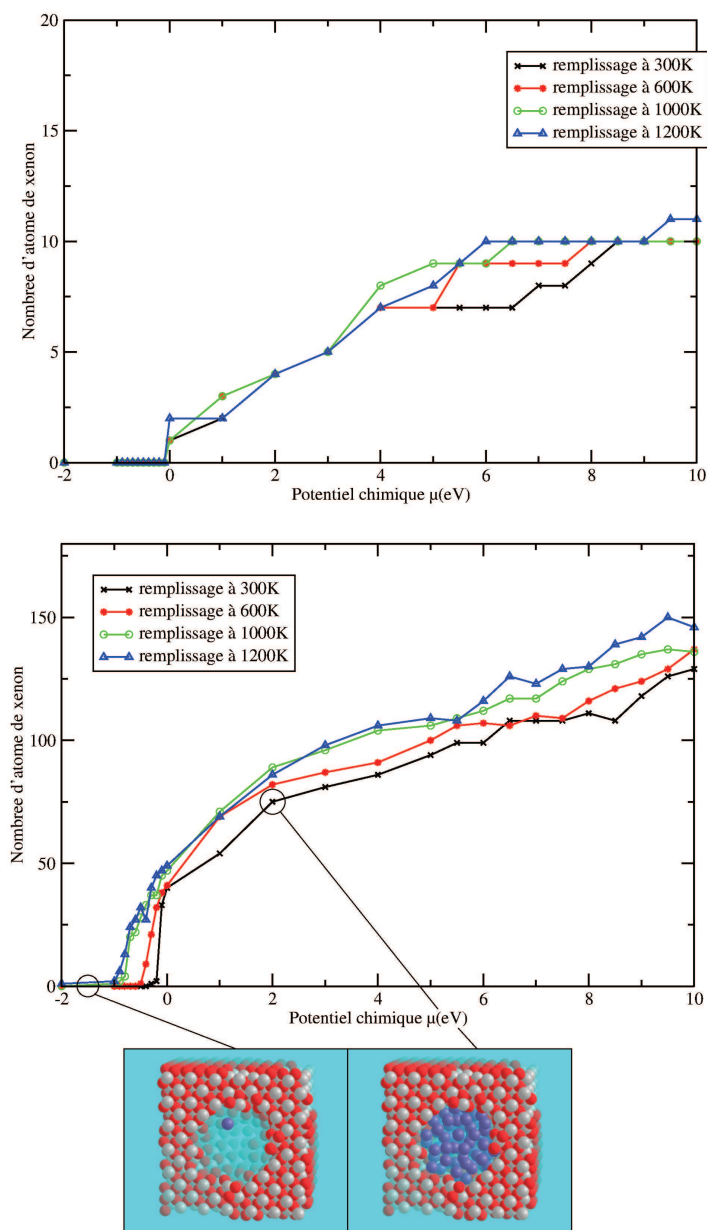 20
15
10
5
0
Nombree d'atome de xenon
remplissage à 300K
remplissage à 600K
remplissage à 1000K
remplissage à 1200K
-2 0 2 4 6 8 10
Potentiel chimique μ(eV)
150
100
50
0
Nombree d'atome de xenon
remplissage à 300K
remplissage à 600K
remplissage à 1000K
remplissage à 1200K
-2 0 2 4 6 8 10
Potentiel chimique μ(eV)